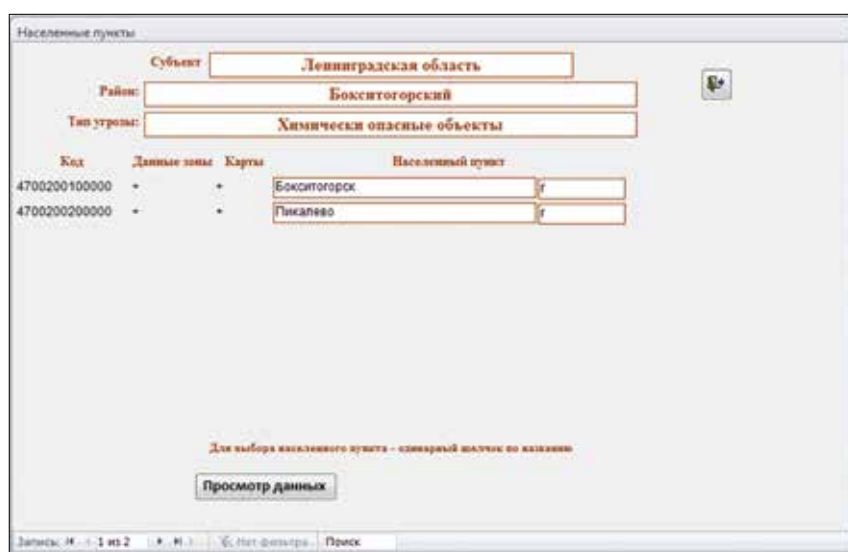 Населенные пункты
Субъект Ленинградская область
Район: Бокситогорский
Тип угрозы: Химически опасные объекты
Код Данные зоны Карты Населенный пункт
4700200100000 + + Бокситогорск г
4700200200000 + + Пикалево г
Для выбора населенного пункта - одинарный щелчок по названию
Просмотр данных
Запись: 1 из 2 Нет фильтра Поиск